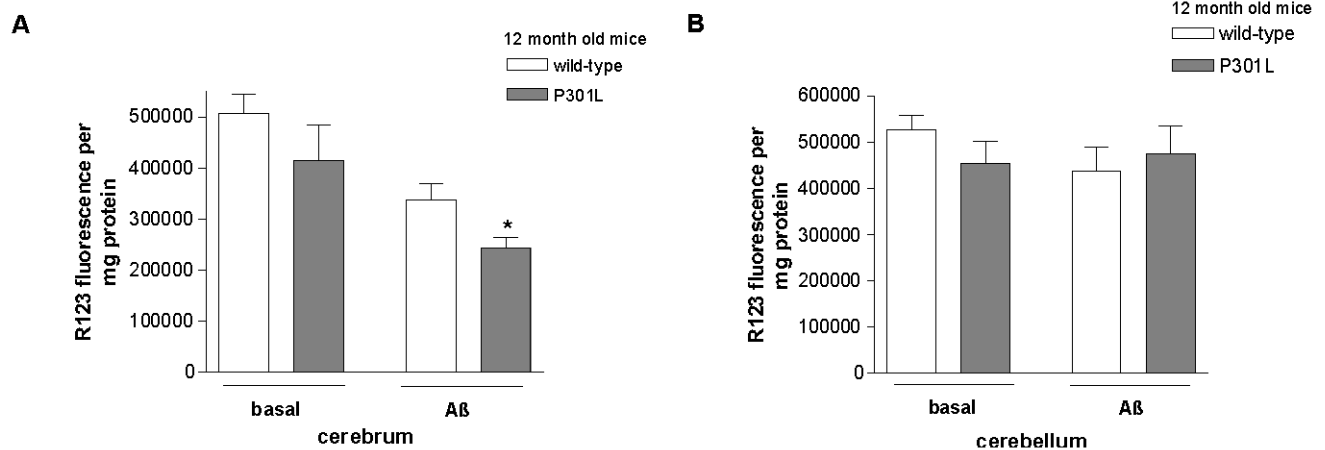 A
12 month old mice
wild-type
P301L
R123 fluorescence per
mg protein
500000
400000
300000
200000
100000
0
*
basal
Aß
cerebrum
B
12 month old mice
wild-type
P301L
R123 fluorescence per
mg protein
600000
500000
400000
300000
200000
100000
0
basal
Aß
cerebellum